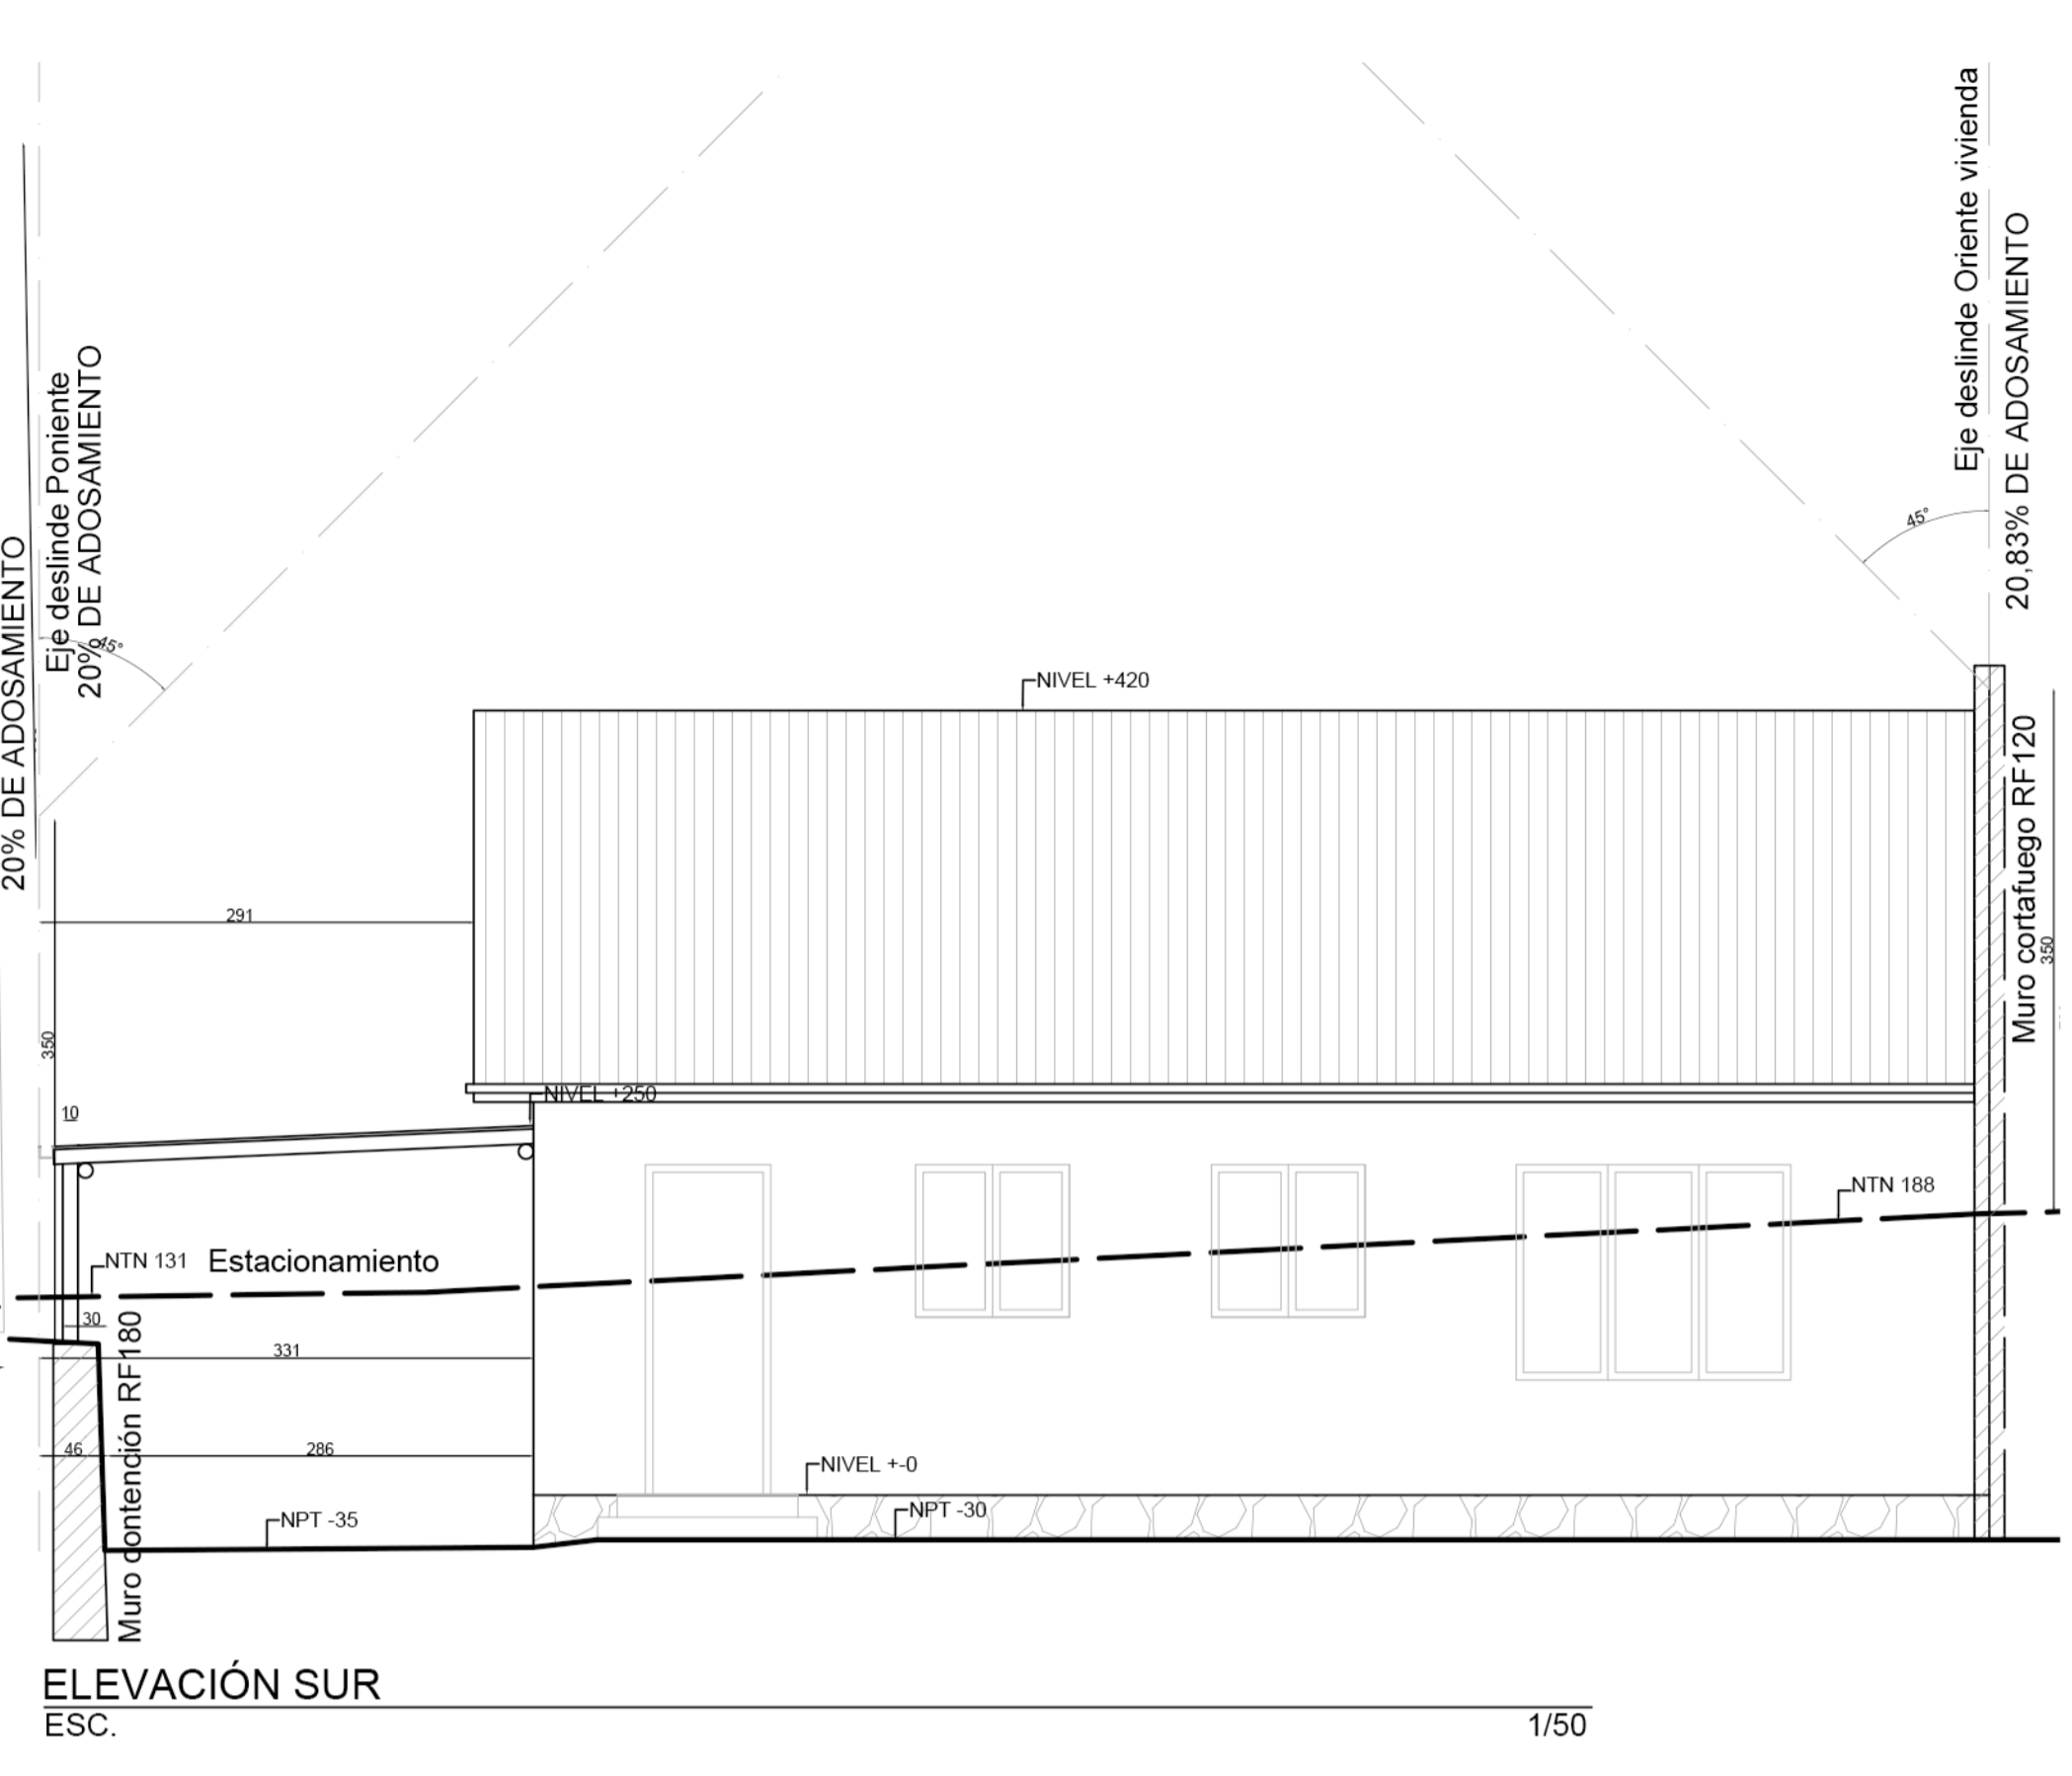 20% DE ADOSAMIENTO
Eje deslinde Poniente
20% DE ADOSAMIENTO
45°
45°
Eje deslinde Oriente vivienda
20,83% DE ADOSAMIENTO
NIVEL +420
Muro cortafuego RF120
350
291
350
NIVEL +250
10
NTN 188
NTN 131
Estacionamiento
30
331
Muro contención RF180
46
286
NIVEL +-0
NPT -35
NPT -30
ELEVACIÓN SUR
ESC.
1/50